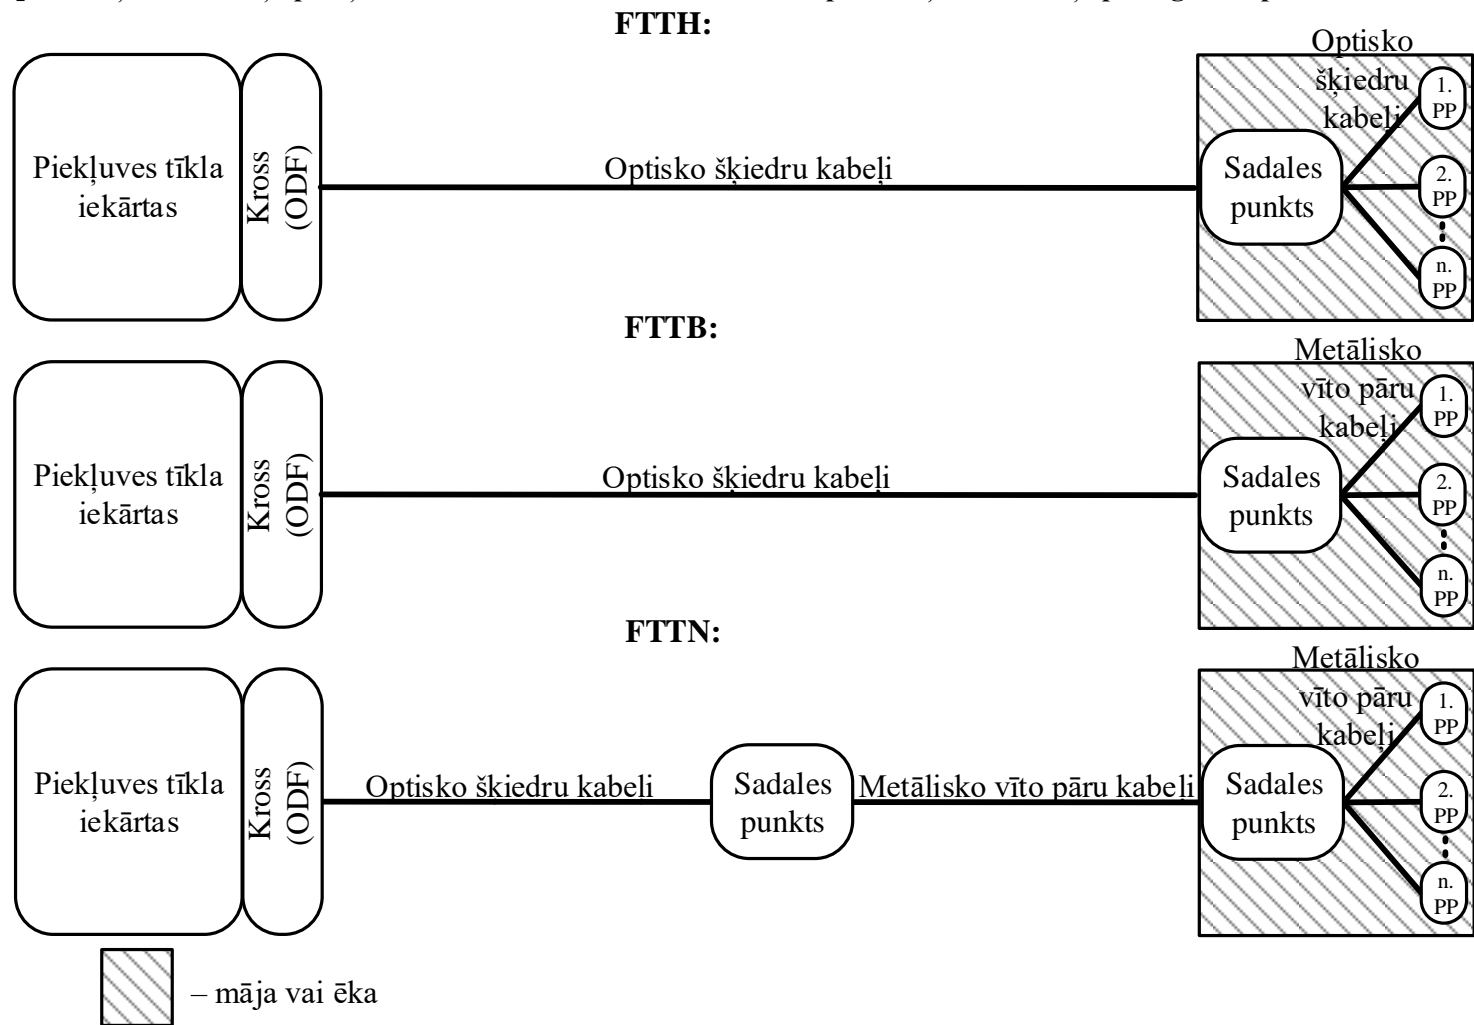 FTTH:
Optisko
šķiedru
kabeļi
Piekļuves tīkla
iekārtas
Kross
(ODF)
Optisko šķiedru kabeļi
Sadales
punkts
1.
PP
2.
PP
n.
PP
FTTB:
Metālisko
vīto pāru
kabeļi
Piekļuves tīkla
iekārtas
Kross
(ODF)
Optisko šķiedru kabeļi
Sadales
punkts
1.
PP
2.
PP
n.
PP
FTTN:
Metālisko
vīto pāru
kabeļi
Piekļuves tīkla
iekārtas
Kross
(ODF)
Optisko šķiedru kabeļi
Sadales
punkts
Metālisko vīto pāru kabeļi
Sadales
punkts
1.
PP
2.
PP
n.
PP
– māja vai ēka